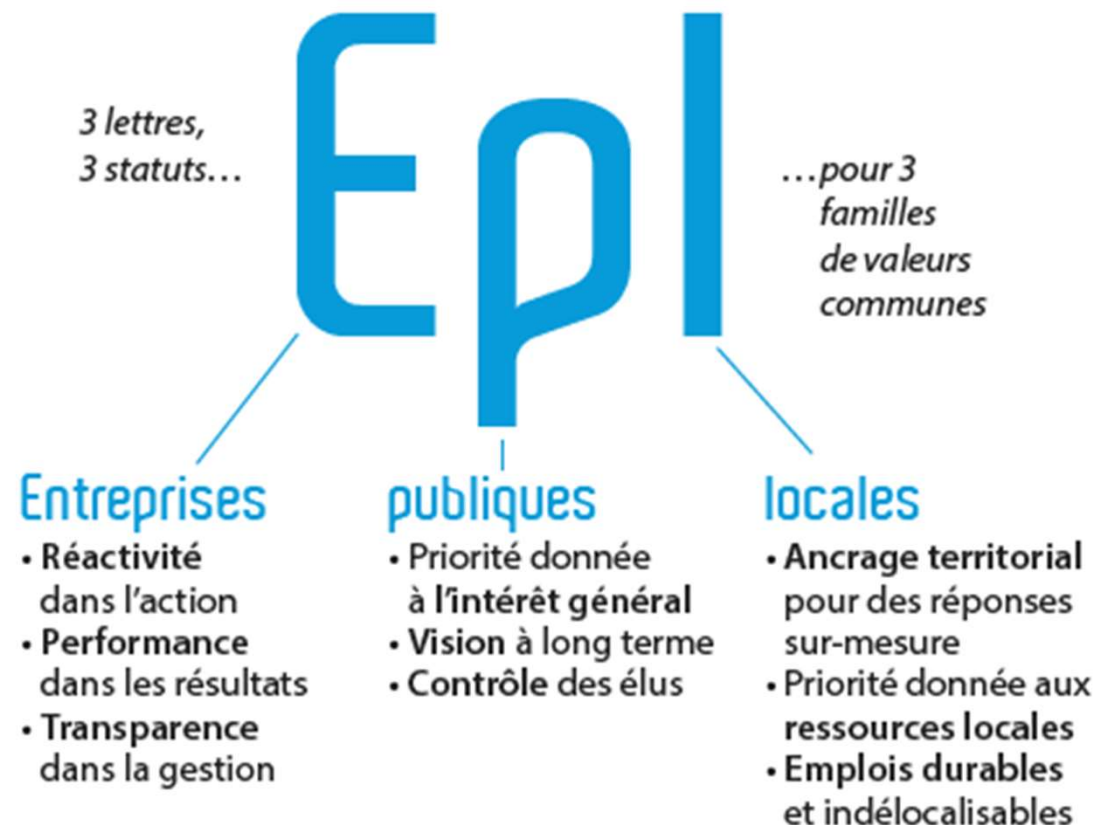 3 lettres,
3 statuts...
Epl
...pour 3
familles
de valeurs
communes
Entreprises
• Réactivité
dans l'action
• Performance
dans les résultats
• Transparence
dans la gestion
publiques
• Priorité donnée
à l'intérêt général
• Vision à long terme
• Contrôle des élus
locales
• Ancrage territorial
pour des réponses
sur-mesure
• Priorité donnée aux
ressources locales
• Emplois durables
et indélocalisables